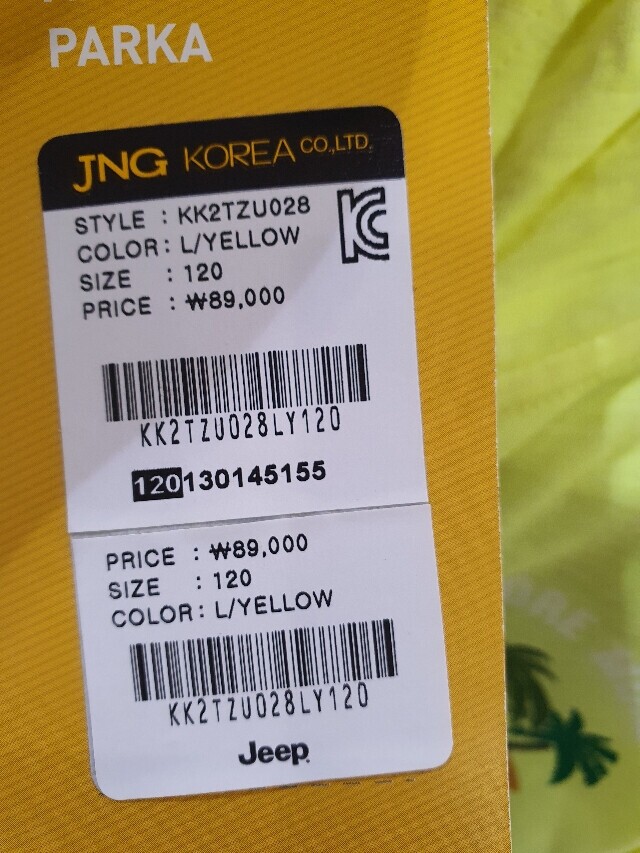 PARKA
JNG KOREA CO.,LTD.
STYLE : KK2TZU028
COLOR : L/YELLOW
SIZE : 120
PRICE : ₩89,000
KK2TZU028LY120
120130145155
PRICE : ₩89,000
SIZE : 120
COLOR : L/YELLOW
KK2TZU028LY120
Jeep